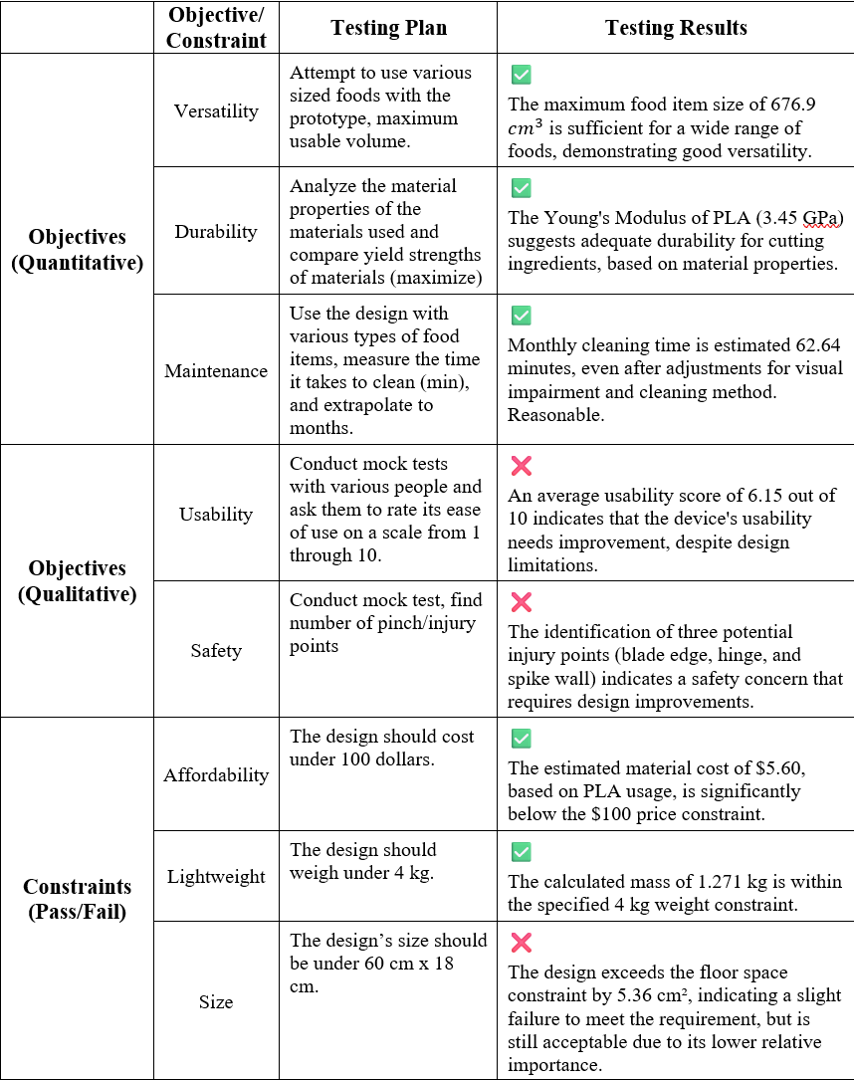 Objective/
Constraint
Testing Plan
Testing Results
Objectives
(Quantitative)
Versatility
Attempt to use various
sized foods with the
prototype, maximum
usable volume.
✅
The maximum food item size of 676.9
cm³ is sufficient for a wide range of
foods, demonstrating good versatility.
Durability
Analyze the material
properties of the
materials used and
compare yield strengths
of materials (maximize)
✅
The Young's Modulus of PLA (3.45 GPa)
suggests adequate durability for cutting
ingredients, based on material properties.
Maintenance
Use the design with
various types of food
items, measure the time
it takes to clean (min),
and extrapolate to
months.
✅
Monthly cleaning time is estimated 62.64
minutes, even after adjustments for visual
impairment and cleaning method.
Reasonable.
Objectives
(Qualitative)
Usability
Conduct mock tests
with various people and
ask them to rate its ease
of use on a scale from 1
through 10.
❌
An average usability score of 6.15 out of
10 indicates that the device's usability
needs improvement, despite design
limitations.
Safety
Conduct mock test, find
number of pinch/injury
points
❌
The identification of three potential
injury points (blade edge, hinge, and
spike wall) indicates a safety concern that
requires design improvements.
Constraints
(Pass/Fail)
Affordability
The design should cost
under 100 dollars.
✅
The estimated material cost of $5.60,
based on PLA usage, is significantly
below the $100 price constraint.
Lightweight
The design should
weigh under 4 kg.
✅
The calculated mass of 1.271 kg is within
the specified 4 kg weight constraint.
Size
The design’s size should
be under 60 cm x 18
cm.
❌
The design exceeds the floor space
constraint by 5.36 cm², indicating a slight
failure to meet the requirement, but is
still acceptable due to its lower relative
importance.